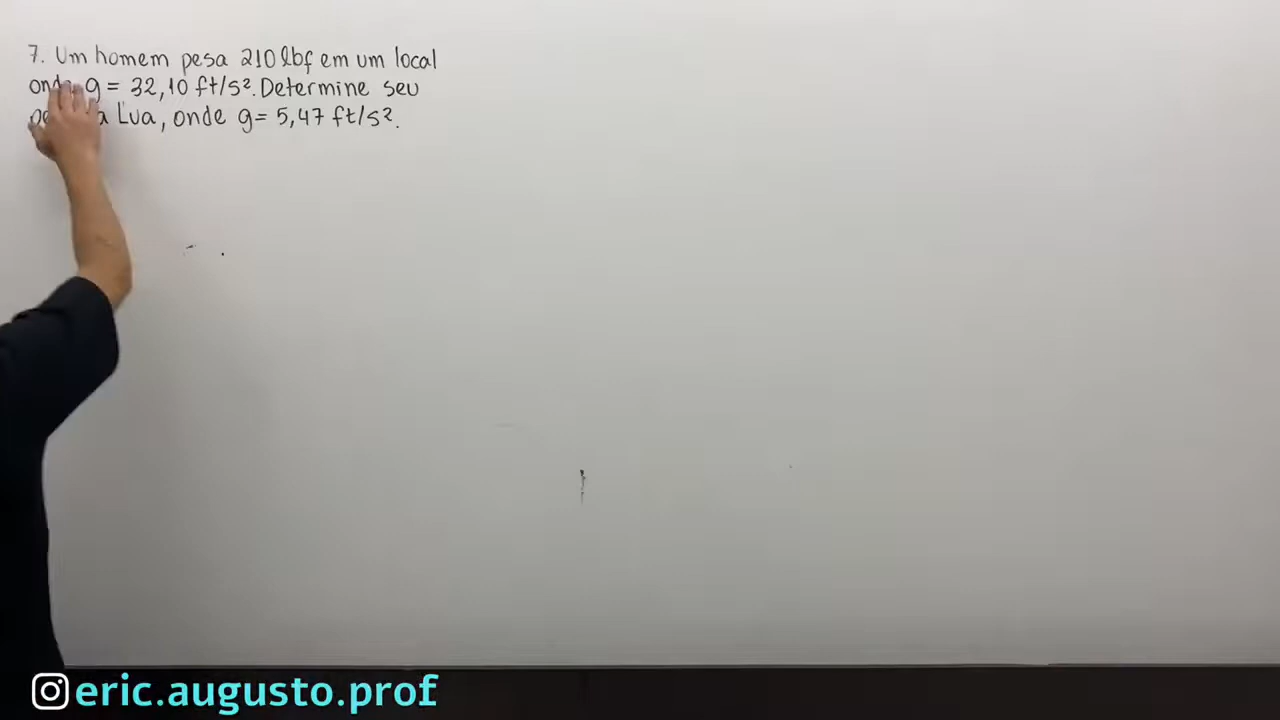 7. Um homem pesa 210 lbf em um local
onde g = 32,10 ft/s². Determine seu
Lua, onde g = 5,47 ft/s².
eric.augusto.prof